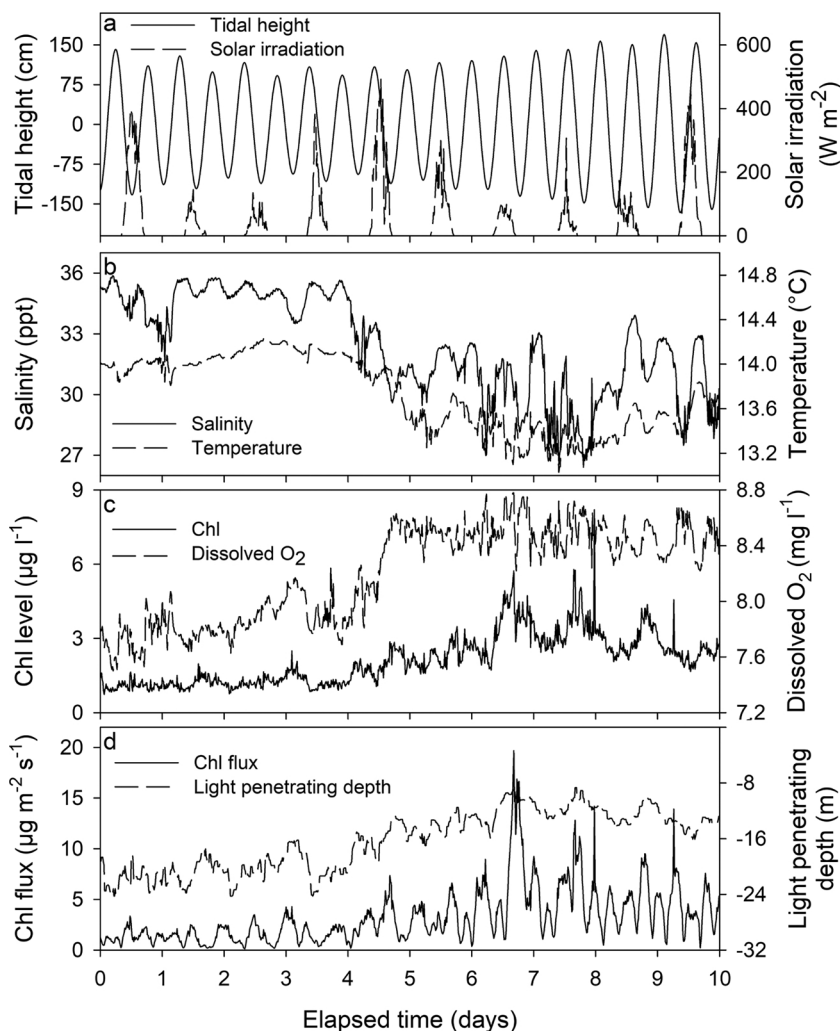 a
Tidal height
Solar irradiation
150
75
0
-75
-150
Tidal height (cm)
600
400
200
0
Solar irradiation
(W m-2)
b
36
33
30
27
Salinity (ppt)
Salinity
Temperature
14.8
14.4
14.0
13.6
13.2
Temperature (°C)
c
9
6
3
0
Chl level (µg l-1)
Chl
Dissolved O2
8.8
8.4
8.0
7.6
7.2
Dissolved O2 (mg l-1)
d
20
15
10
5
0
Chl flux (µg m-2 s-1)
Chl flux
Light penetrating depth
-8
-16
-24
-32
Light penetrating
depth (m)
0 1 2 3 4 5 6 7 8 9 10
Elapsed time (days)